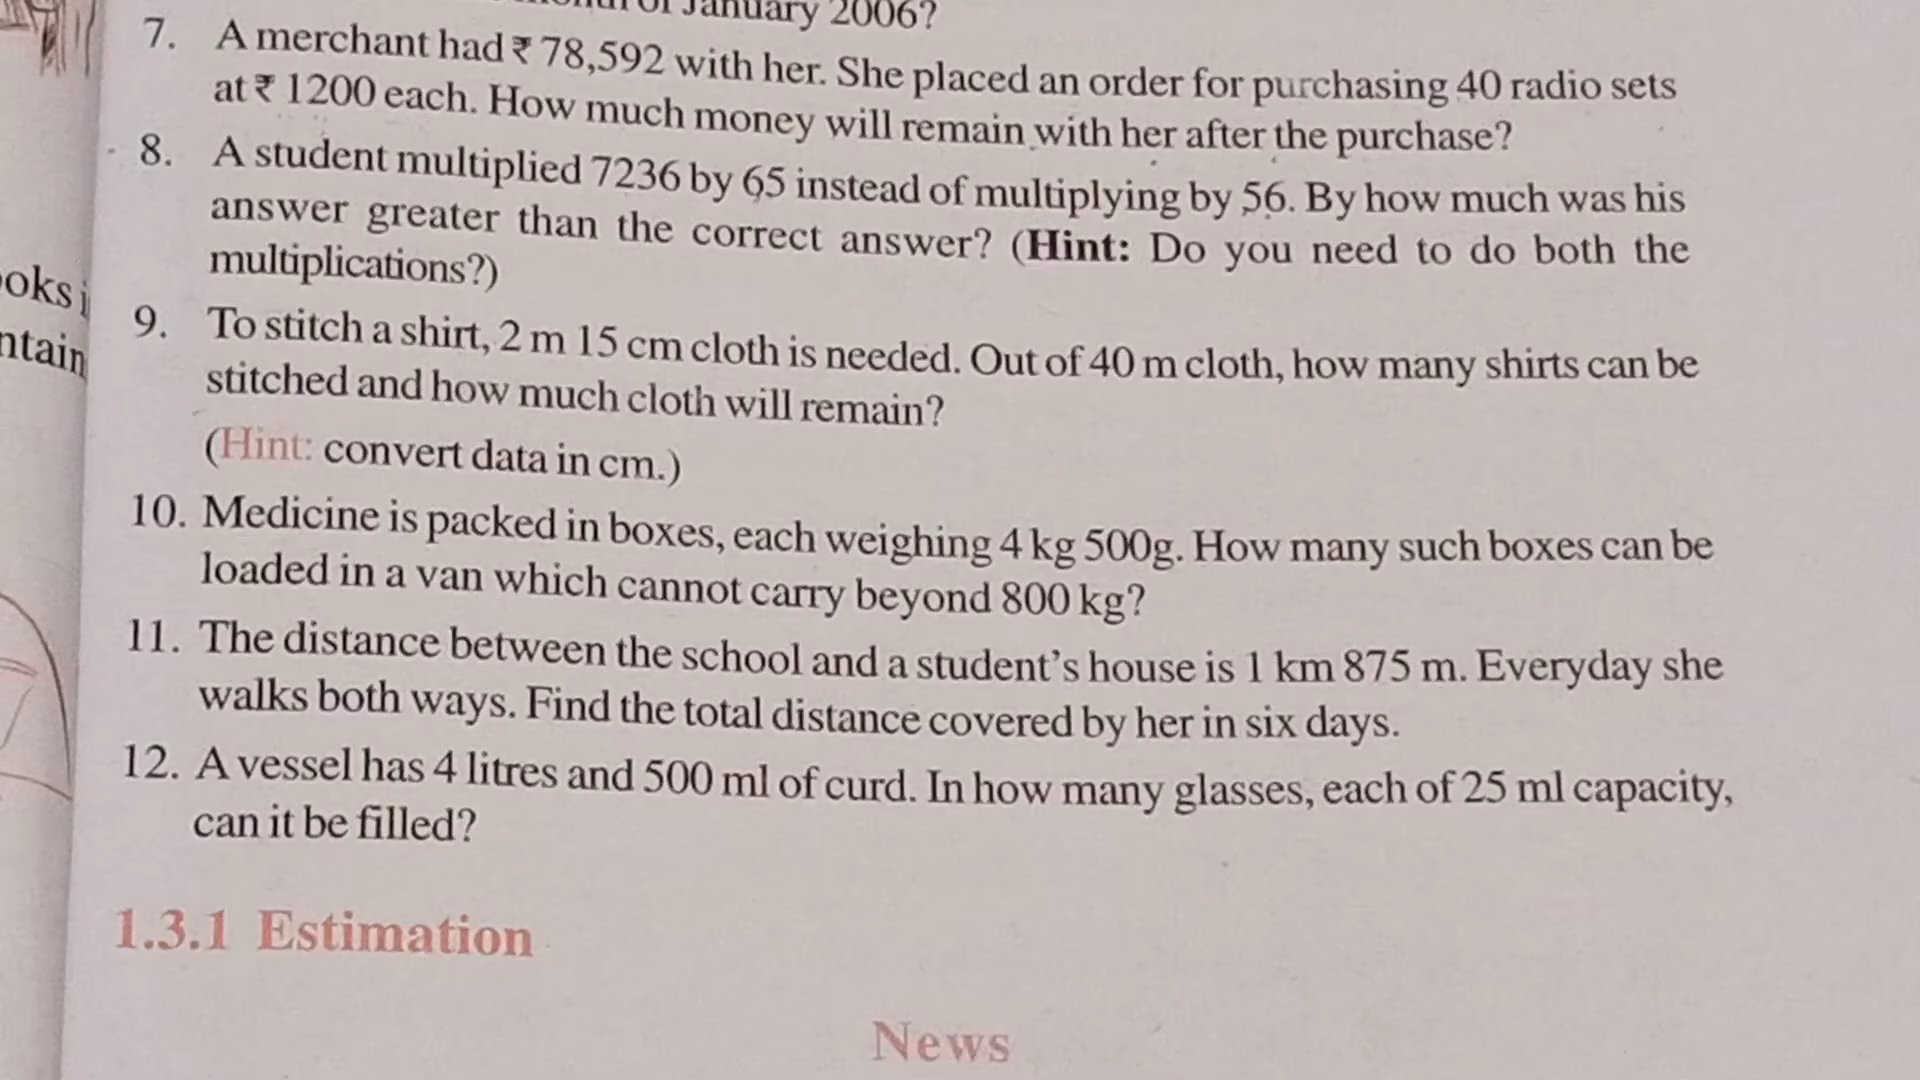 January 2006?
7. A merchant had ₹ 78,592 with her. She placed an order for purchasing 40 radio sets
at ₹ 1200 each. How much money will remain with her after the purchase?
8. A student multiplied 7236 by 65 instead of multiplying by 56. By how much was his
answer greater than the correct answer? (Hint: Do you need to do both the
multiplications?)
9. To stitch a shirt, 2 m 15 cm cloth is needed. Out of 40 m cloth, how many shirts can be
stitched and how much cloth will remain?
(Hint: convert data in cm.)
10. Medicine is packed in boxes, each weighing 4 kg 500g. How many such boxes can be
loaded in a van which cannot carry beyond 800 kg?
11. The distance between the school and a student's house is 1 km 875 m. Everyday she
walks both ways. Find the total distance covered by her in six days.
12. A vessel has 4 litres and 500 ml of curd. In how many glasses, each of 25 ml capacity,
can it be filled?
1.3.1 Estimation
News